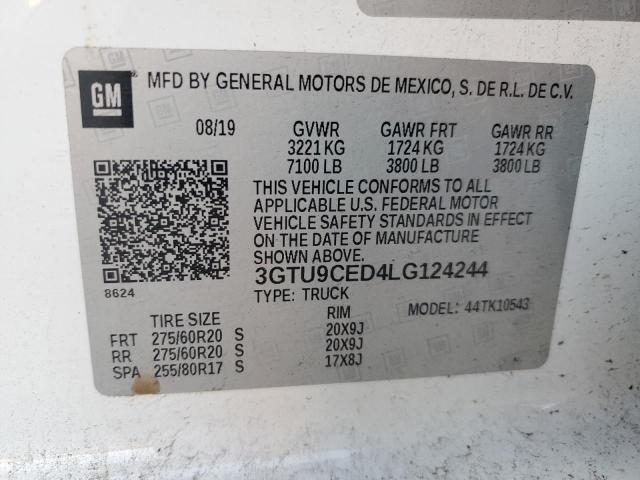 GM ® MFD BY GENERAL MOTORS DE MEXICO, S. DE R.L. DE C.V.
08/19 GVWR GAWR FRT GAWR RR
3221 KG 1724 KG 1724 KG
7100 LB 3800 LB 3800 LB
THIS VEHICLE CONFORMS TO ALL
APPLICABLE U.S. FEDERAL MOTOR
VEHICLE SAFETY STANDARDS IN EFFECT
ON THE DATE OF MANUFACTURE
SHOWN ABOVE.
8624 3GTU9CED4LG124244
TYPE: TRUCK MODEL: 44TK10543
TIRE SIZE RIM
FRT 275/60R20 S 20X9J
RR 275/60R20 S 20X9J
SPA 255/80R17 S 17X8J